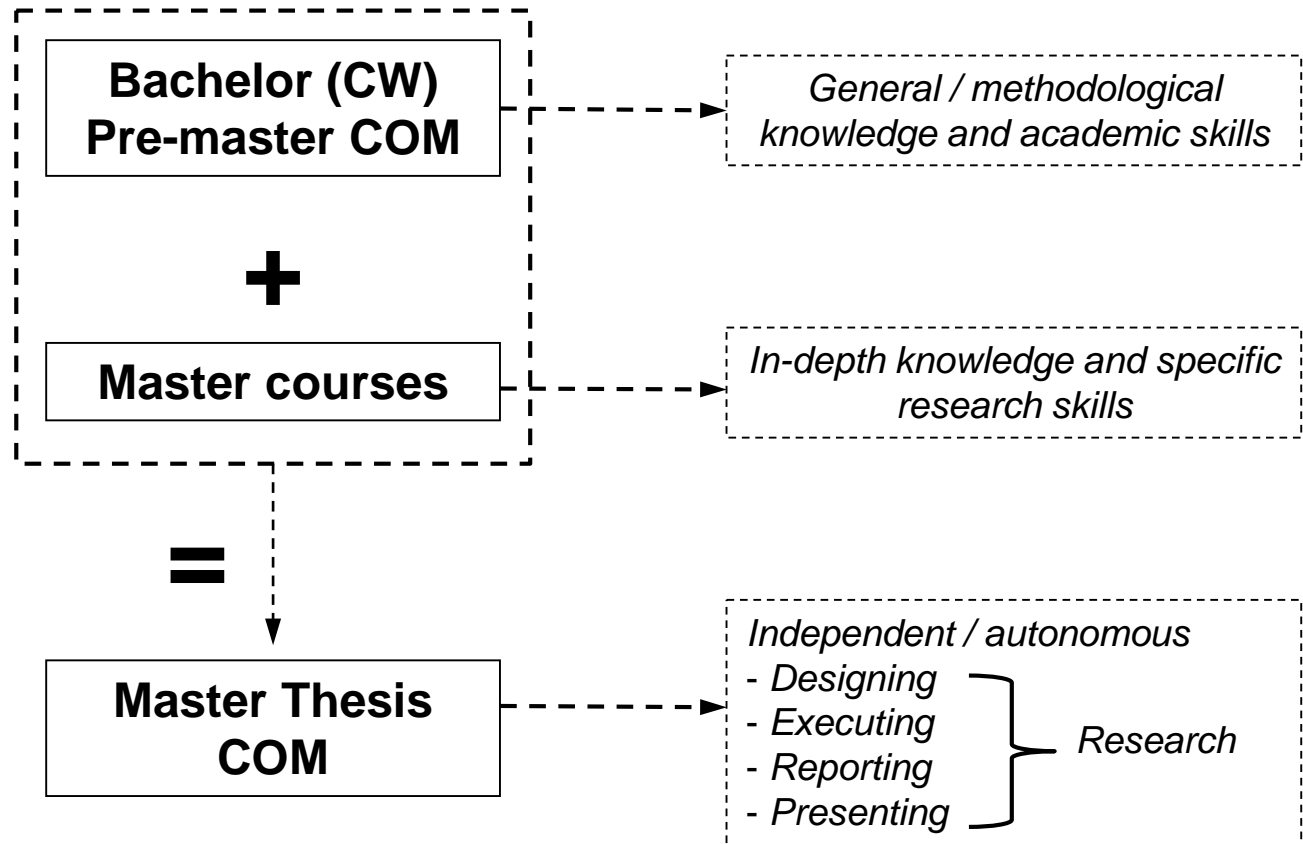 Bachelor (CW)
Pre-master COM
General / methodological
knowledge and academic skills
+
Master courses
In-depth knowledge and specific
research skills
=
Master Thesis
COM
Independent / autonomous
- Designing
- Executing
- Reporting
- Presenting
Research